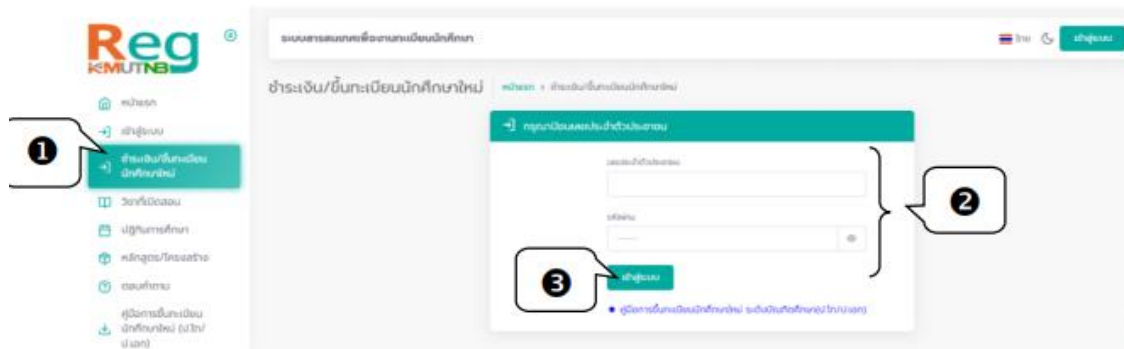 Reg
KMUTNB
ระบบสารสนเทศเพื่องานทะเบียนนักศึกษา
ไทย
เข้าสู่ระบบ
ชำระเงิน/ขึ้นทะเบียนนักศึกษาใหม่
หน้าแรก › ชำระเงิน/ขึ้นทะเบียนนักศึกษาใหม่
หน้าแรก
เข้าสู่ระบบ
ชำระเงิน/ขึ้นทะเบียน
นักศึกษาใหม่
วิชาที่เปิดสอน
ปฏิทินการศึกษา
หลักสูตร/โครงสร้าง
ตอบคำถาม
คู่มือการขึ้นทะเบียน
นักศึกษาใหม่ (ป.โท/
ป.เอก)
❶
กรุณาป้อนเลขประจำตัวประชาชน
เลขประจำตัวประชาชน
รหัสผ่าน
❷
❸
เข้าสู่ระบบ
คู่มือการขึ้นทะเบียนนักศึกษาใหม่ ระดับบัณฑิตศึกษา(ป.โท/ป.เอก)